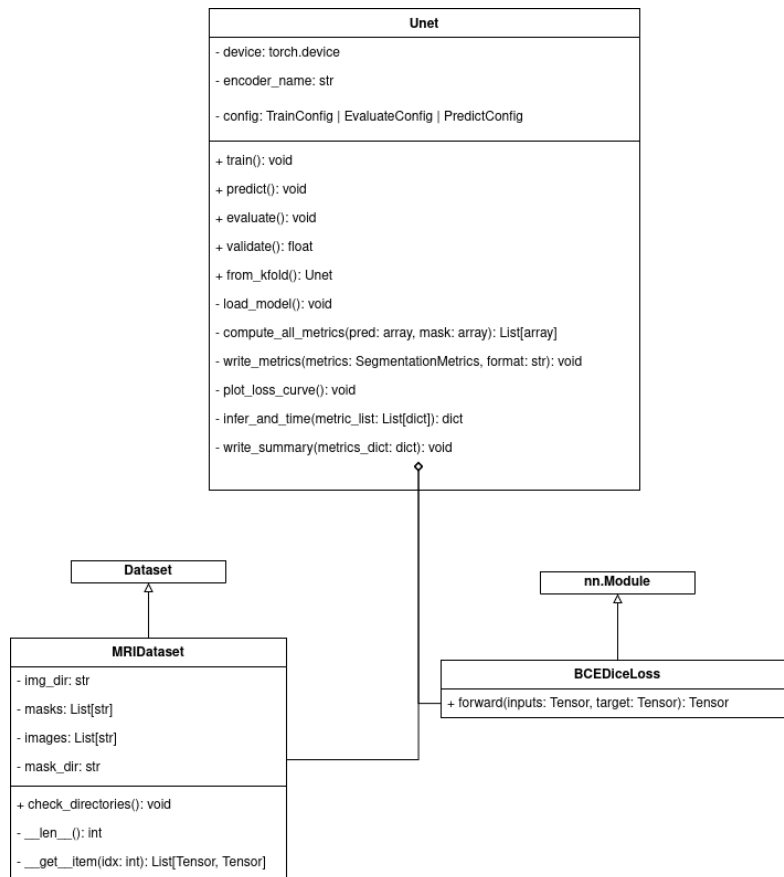 Unet
- device: torch.device
- encoder_name: str
- config: TrainConfig | EvaluateConfig | PredictConfig
+ train(): void
+ predict(): void
+ evaluate(): void
+ validate(): float
+ from_kfold(): Unet
- load_model(): void
- compute_all_metrics(pred: array, mask: array): List[array]
- write_metrics(metrics: SegmentationMetrics, format: str): void
- plot_loss_curve(): void
- infer_and_time(metric_list: List[dict]): dict
- write_summary(metrics_dict: dict): void
Dataset
nn.Module
MRIDataset
- img_dir: str
- masks: List[str]
- images: List[str]
- mask_dir: str
+ check_directories(): void
- __len__(): int
- __get__item(idx: int): List[Tensor, Tensor]
BCEDiceLoss
+ forward(inputs: Tensor, target: Tensor): Tensor